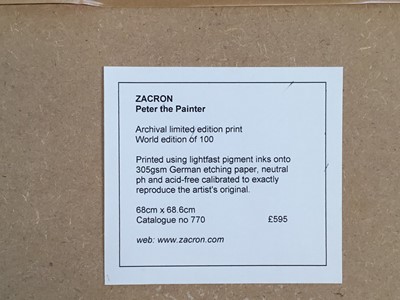 ZACRON
Peter the Painter
Archival limited edition print
World edition of 100
Printed using lightfast pigment inks onto
305gsm German etching paper, neutral
ph and acid-free calibrated to exactly
reproduce the artist's original.
68cm x 68.6cm
Catalogue no 770 £595
web: www.zacron.com